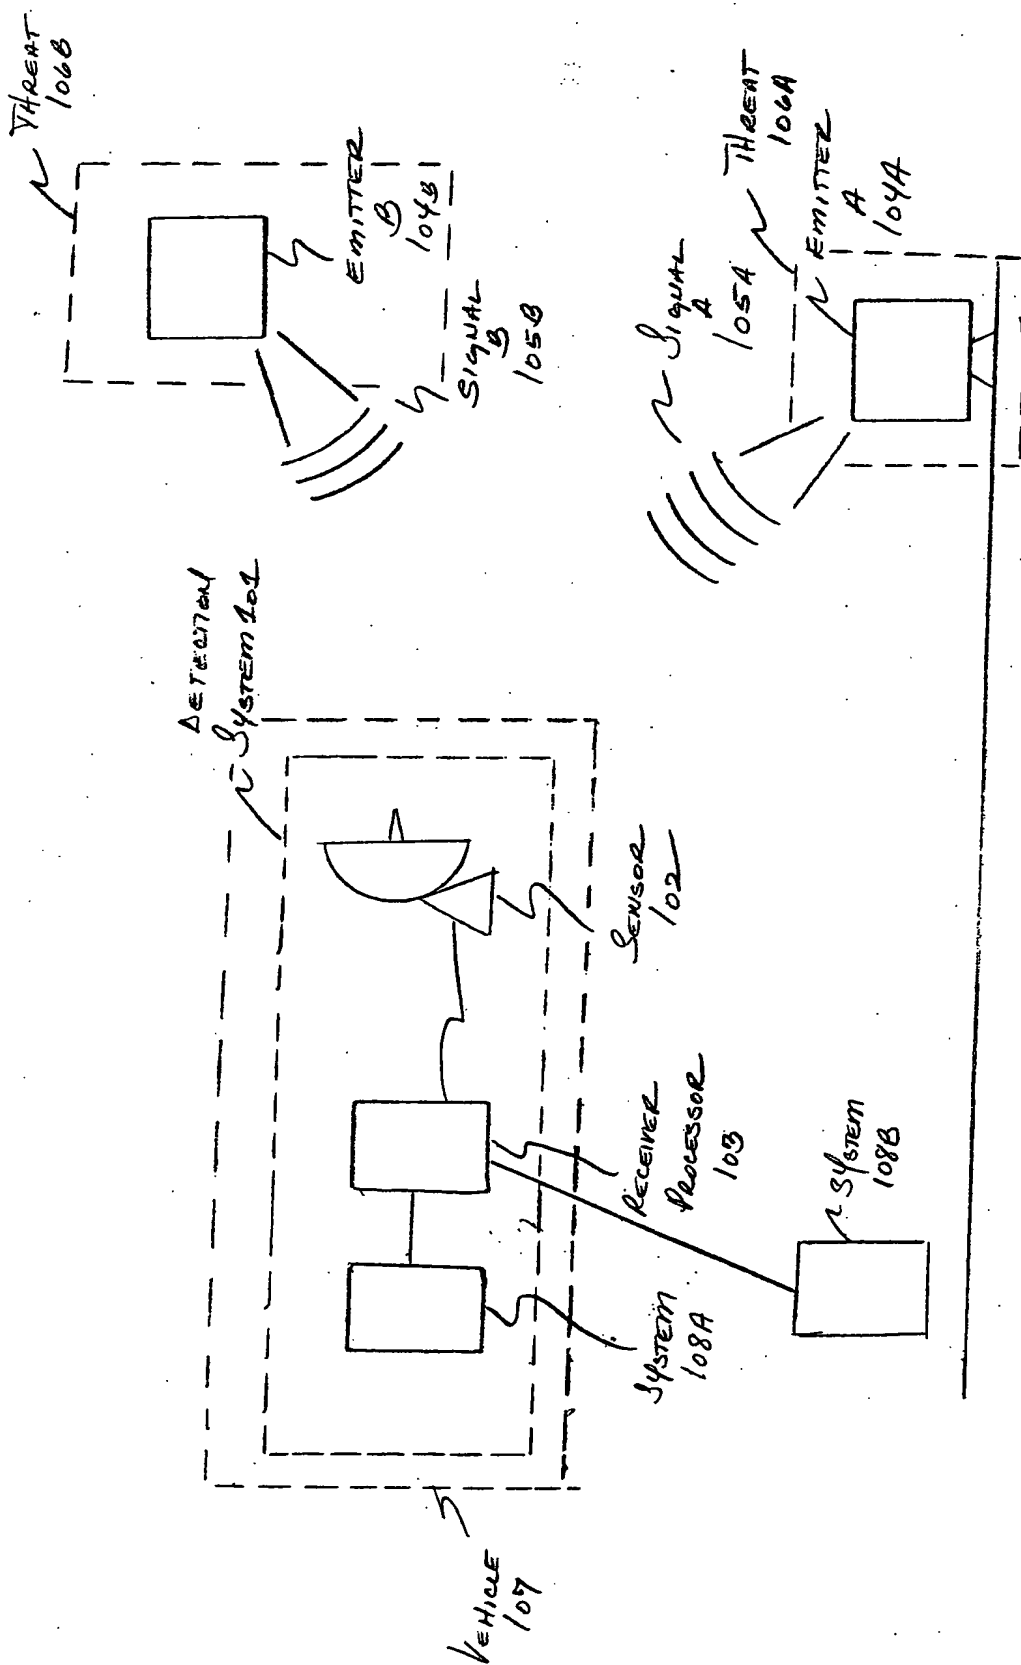 THREAT
106B
EMITTER
B
104B
SIGNAL
B
105B
DETECTION
SYSTEM 101
SENSOR
102
RECEIVER
PROCESSOR
103
SYSTEM
108A
VEHICLE
107
SYSTEM
108B
SIGNAL
A
105A
THREAT
106A
EMITTER
A
104A